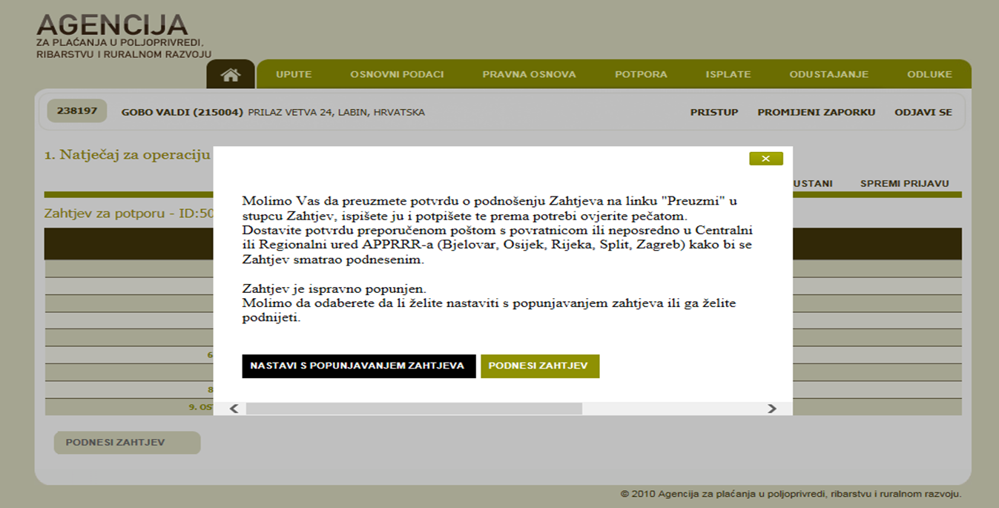 AGENCIJA
ZA PLAĆANJA U POLJOPRIVREDI,
RIBARSTVU I RURALNOM RAZVOJU
UPUTE OSNOVNI PODACI PRAVNA OSNOVA POTPORA ISPLATE ODUSTAJANJE ODLUKE
238197 GOBO VALDI (215004) PRILAZ VETVA 24, LABIN, HRVATSKA PRISTUP PROMIJENI ZAPORKU ODJAVI SE
1. Natječaj za operaciju
USTANI SPREMI PRIJAVU
Zahtjev za potporu - ID:50
Molimo Vas da preuzmete potvrdu o podnošenju Zahtjeva na linku "Preuzmi" u
stupcu Zahtjev, ispišete ju i potpišete te prema potrebi ovjerite pečatom.
Dostavite potvrdu preporučenom poštom s povratnicom ili neposredno u Centralni
ili Regionalni ured APPRRR-a (Bjelovar, Osijek, Rijeka, Split, Zagreb) kako bi se
Zahtjev smatrao podnesenim.
Zahtjev je ispravno popunjen.
Molimo da odaberete da li želite nastaviti s popunjavanjem zahtjeva ili ga želite
podnijeti.
NASTAVI S POPUNJAVANJEM ZAHTJEVA PODNESI ZAHTJEV
6
8
9. OST
PODNESI ZAHTJEV
© 2010 Agencija za plaćanja u poljoprivredi, ribarstvu i ruralnom razvoju.